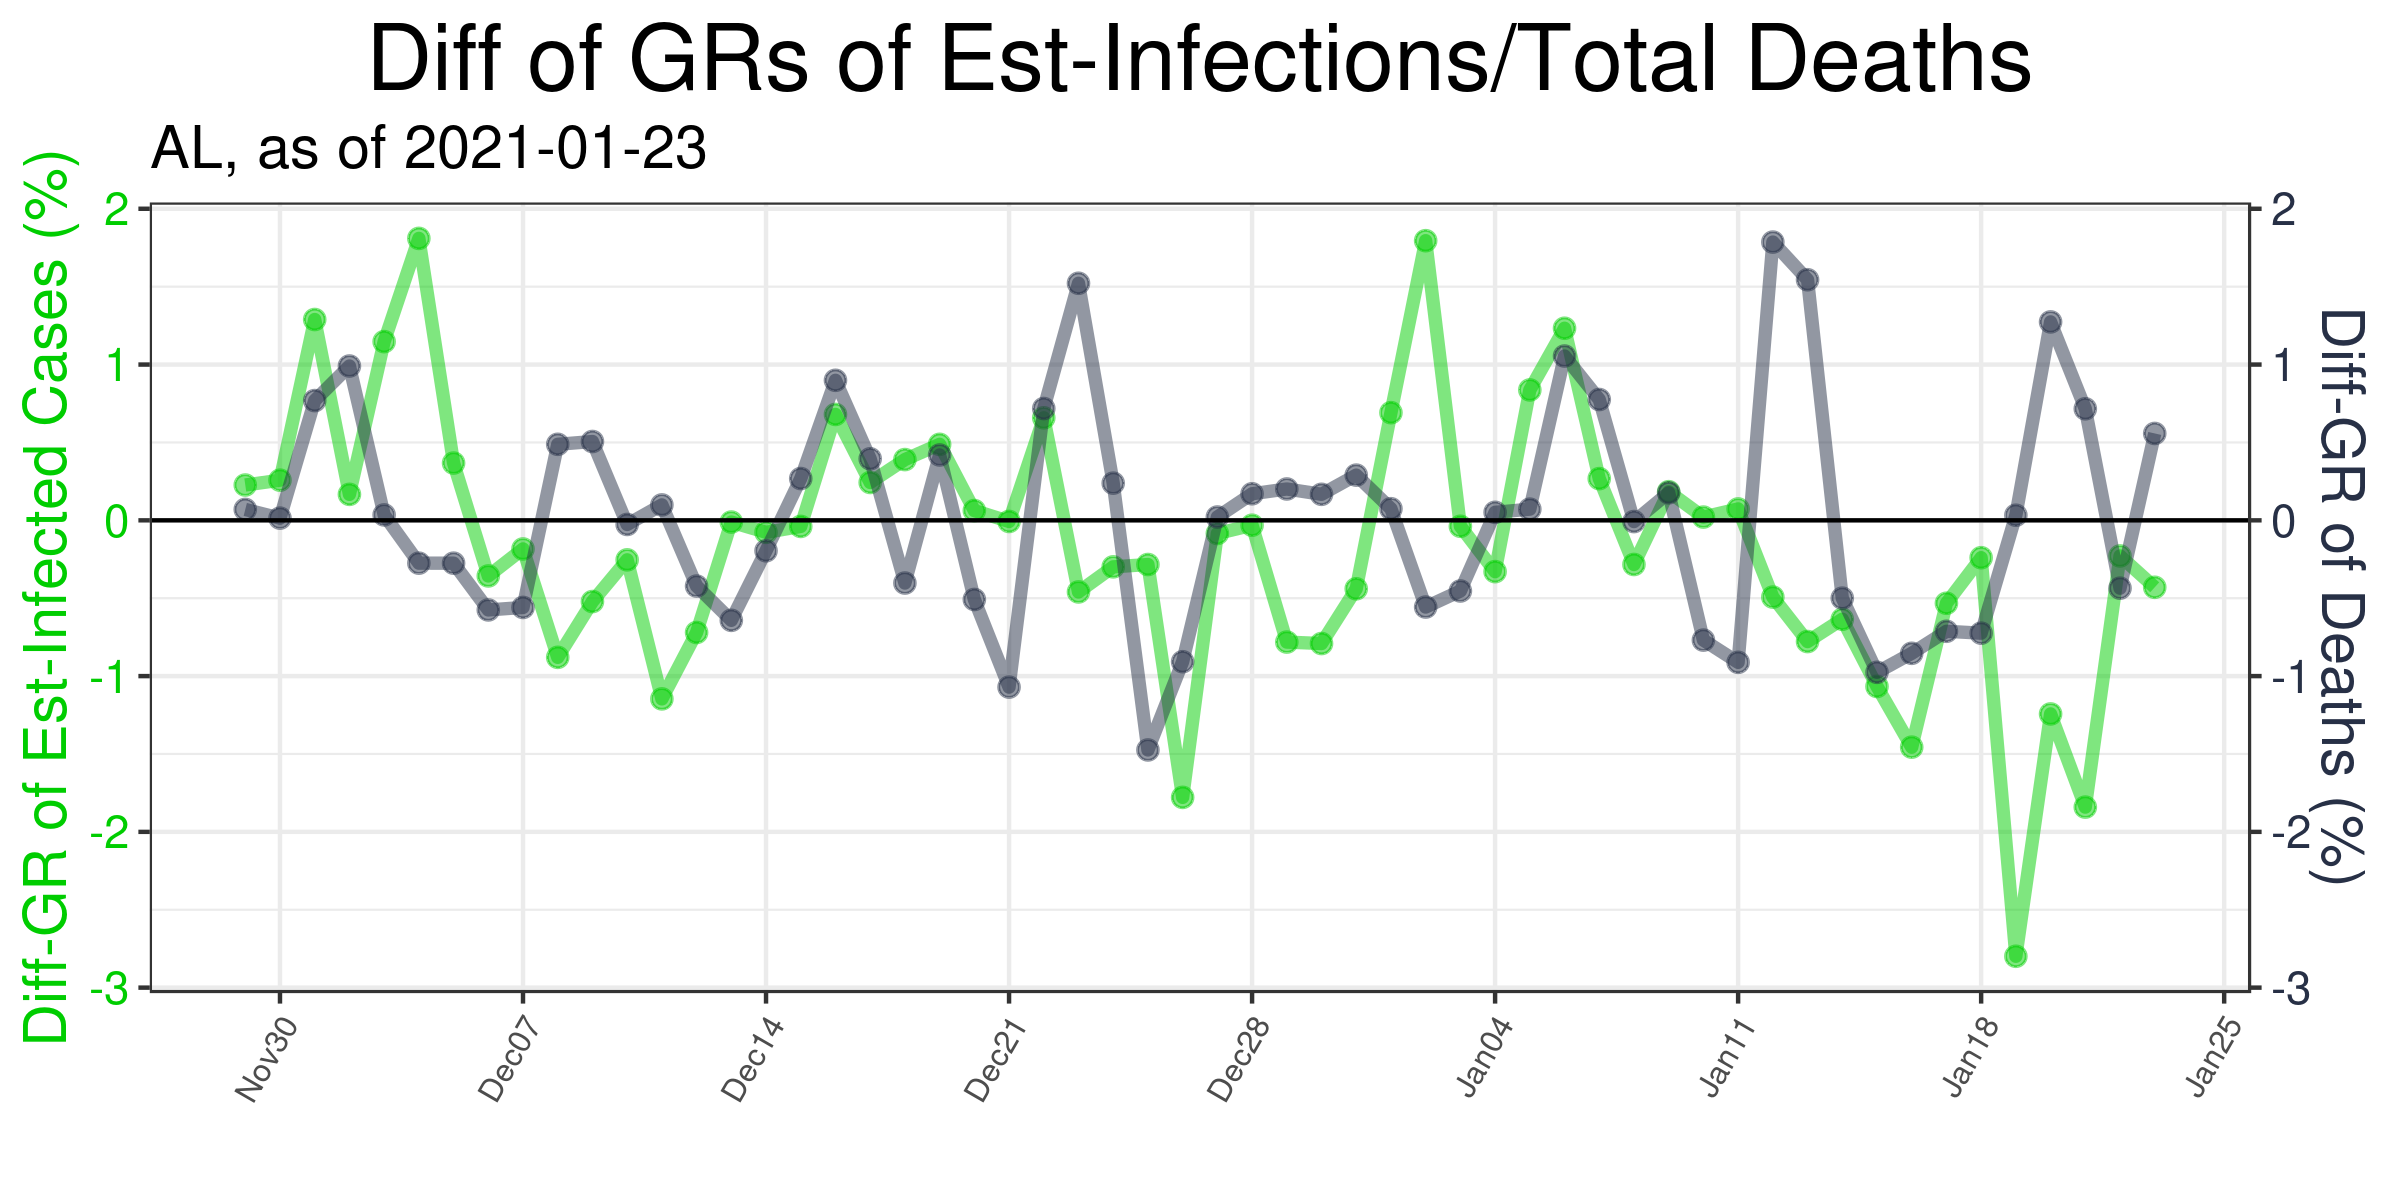 Diff of GRs of Est-Infections/Total Deaths
AL, as of 2021-01-23
Diff-GR of Est-Infected Cases (%)
2
1
0
-1
-2
-3
2
1
0
-1
-2
-3
Diff-GR of Deaths (%)
Nov30
Dec07
Dec14
Dec21
Dec28
Jan04
Jan11
Jan18
Jan25